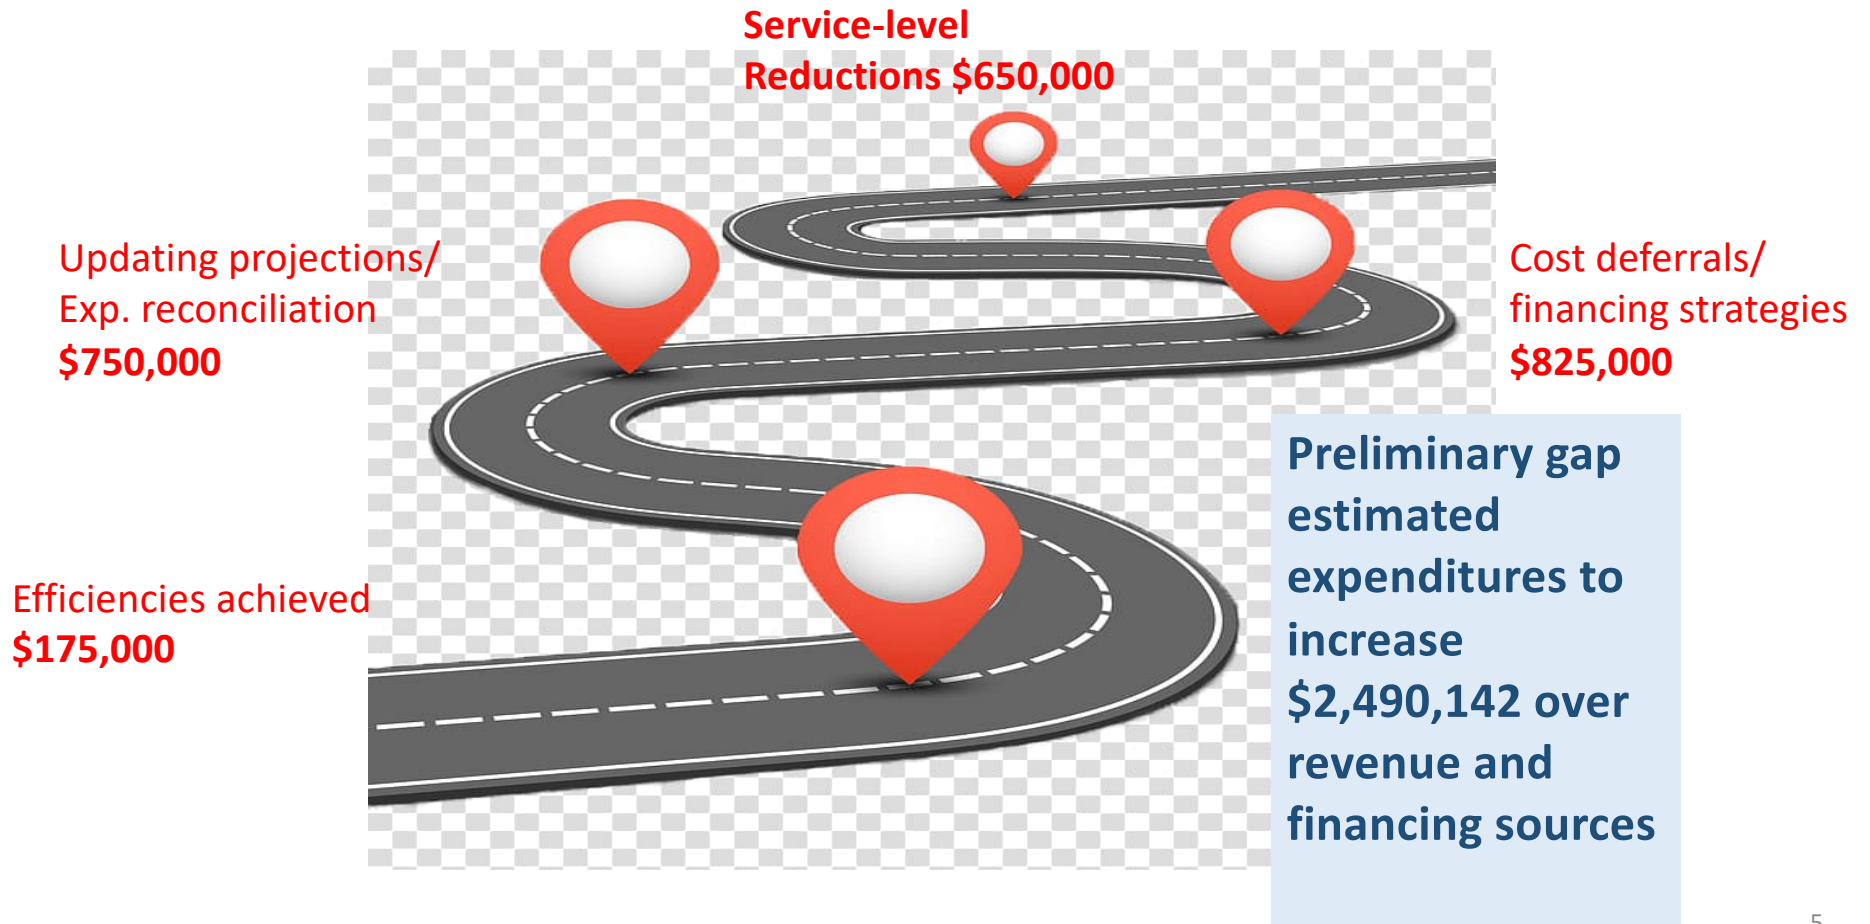 Service-level
Reductions $650,000
Updating projections/
Exp. reconciliation
$750,000
Cost deferrals/
financing strategies
$825,000
Efficiencies achieved
$175,000
Preliminary gap
estimated
expenditures to
increase
$2,490,142 over
revenue and
financing sources
5